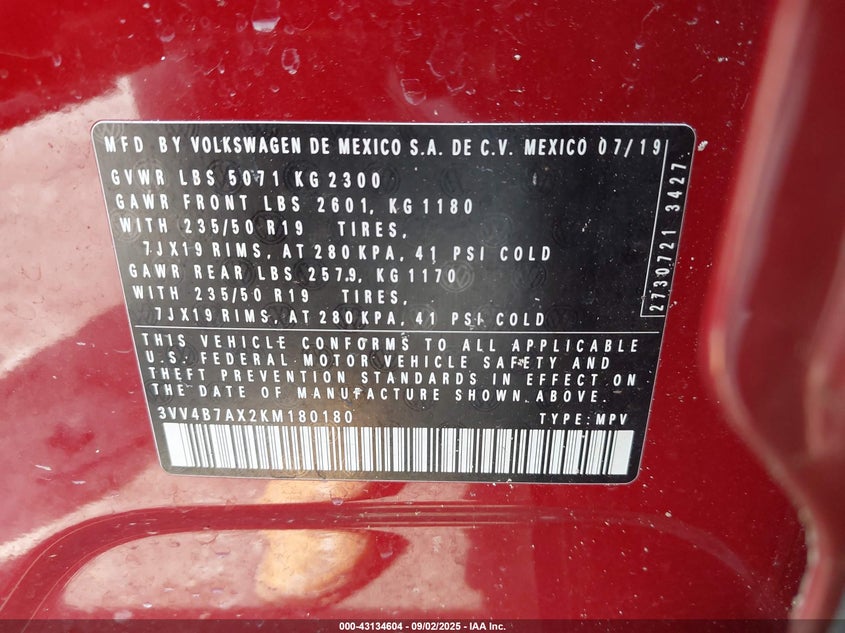 MFD BY VOLKSWAGEN DE MEXICO S.A. DE C.V. MEXICO 07/19
GVWR LBS 5071 KG 2300
GAWR FRONT LBS 2601, KG 1180
WITH 235/50 R19 TIRES,
7JX19 RIMS, AT 280 KPA, 41 PSI COLD
GAWR REAR LBS 2579, KG 1170
WITH 235/50 R19 TIRES,
7JX19 RIMS, AT 280 KPA, 41 PSI COLD
2730721 3427
THIS VEHICLE CONFORMS TO ALL APPLICABLE
U.S. FEDERAL MOTOR VEHICLE SAFETY AND
THEFT PREVENTION STANDARDS IN EFFECT ON
THE DATE OF MANUFACTURE SHOWN ABOVE.
3VV4B7AX2KM180180 TYPE: MPV
000-43134604 - 09/02/2025 - IAA Inc.